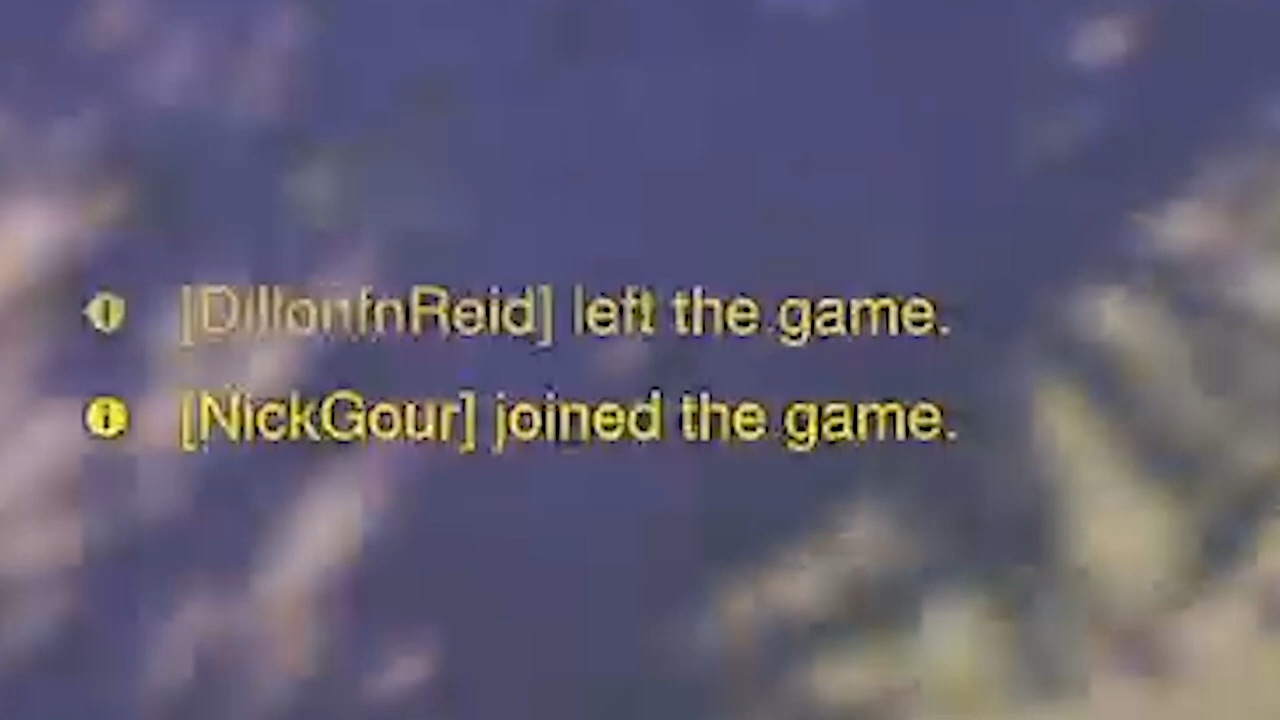 [DillonfnReid] left the game.
[NickGour] joined the game.